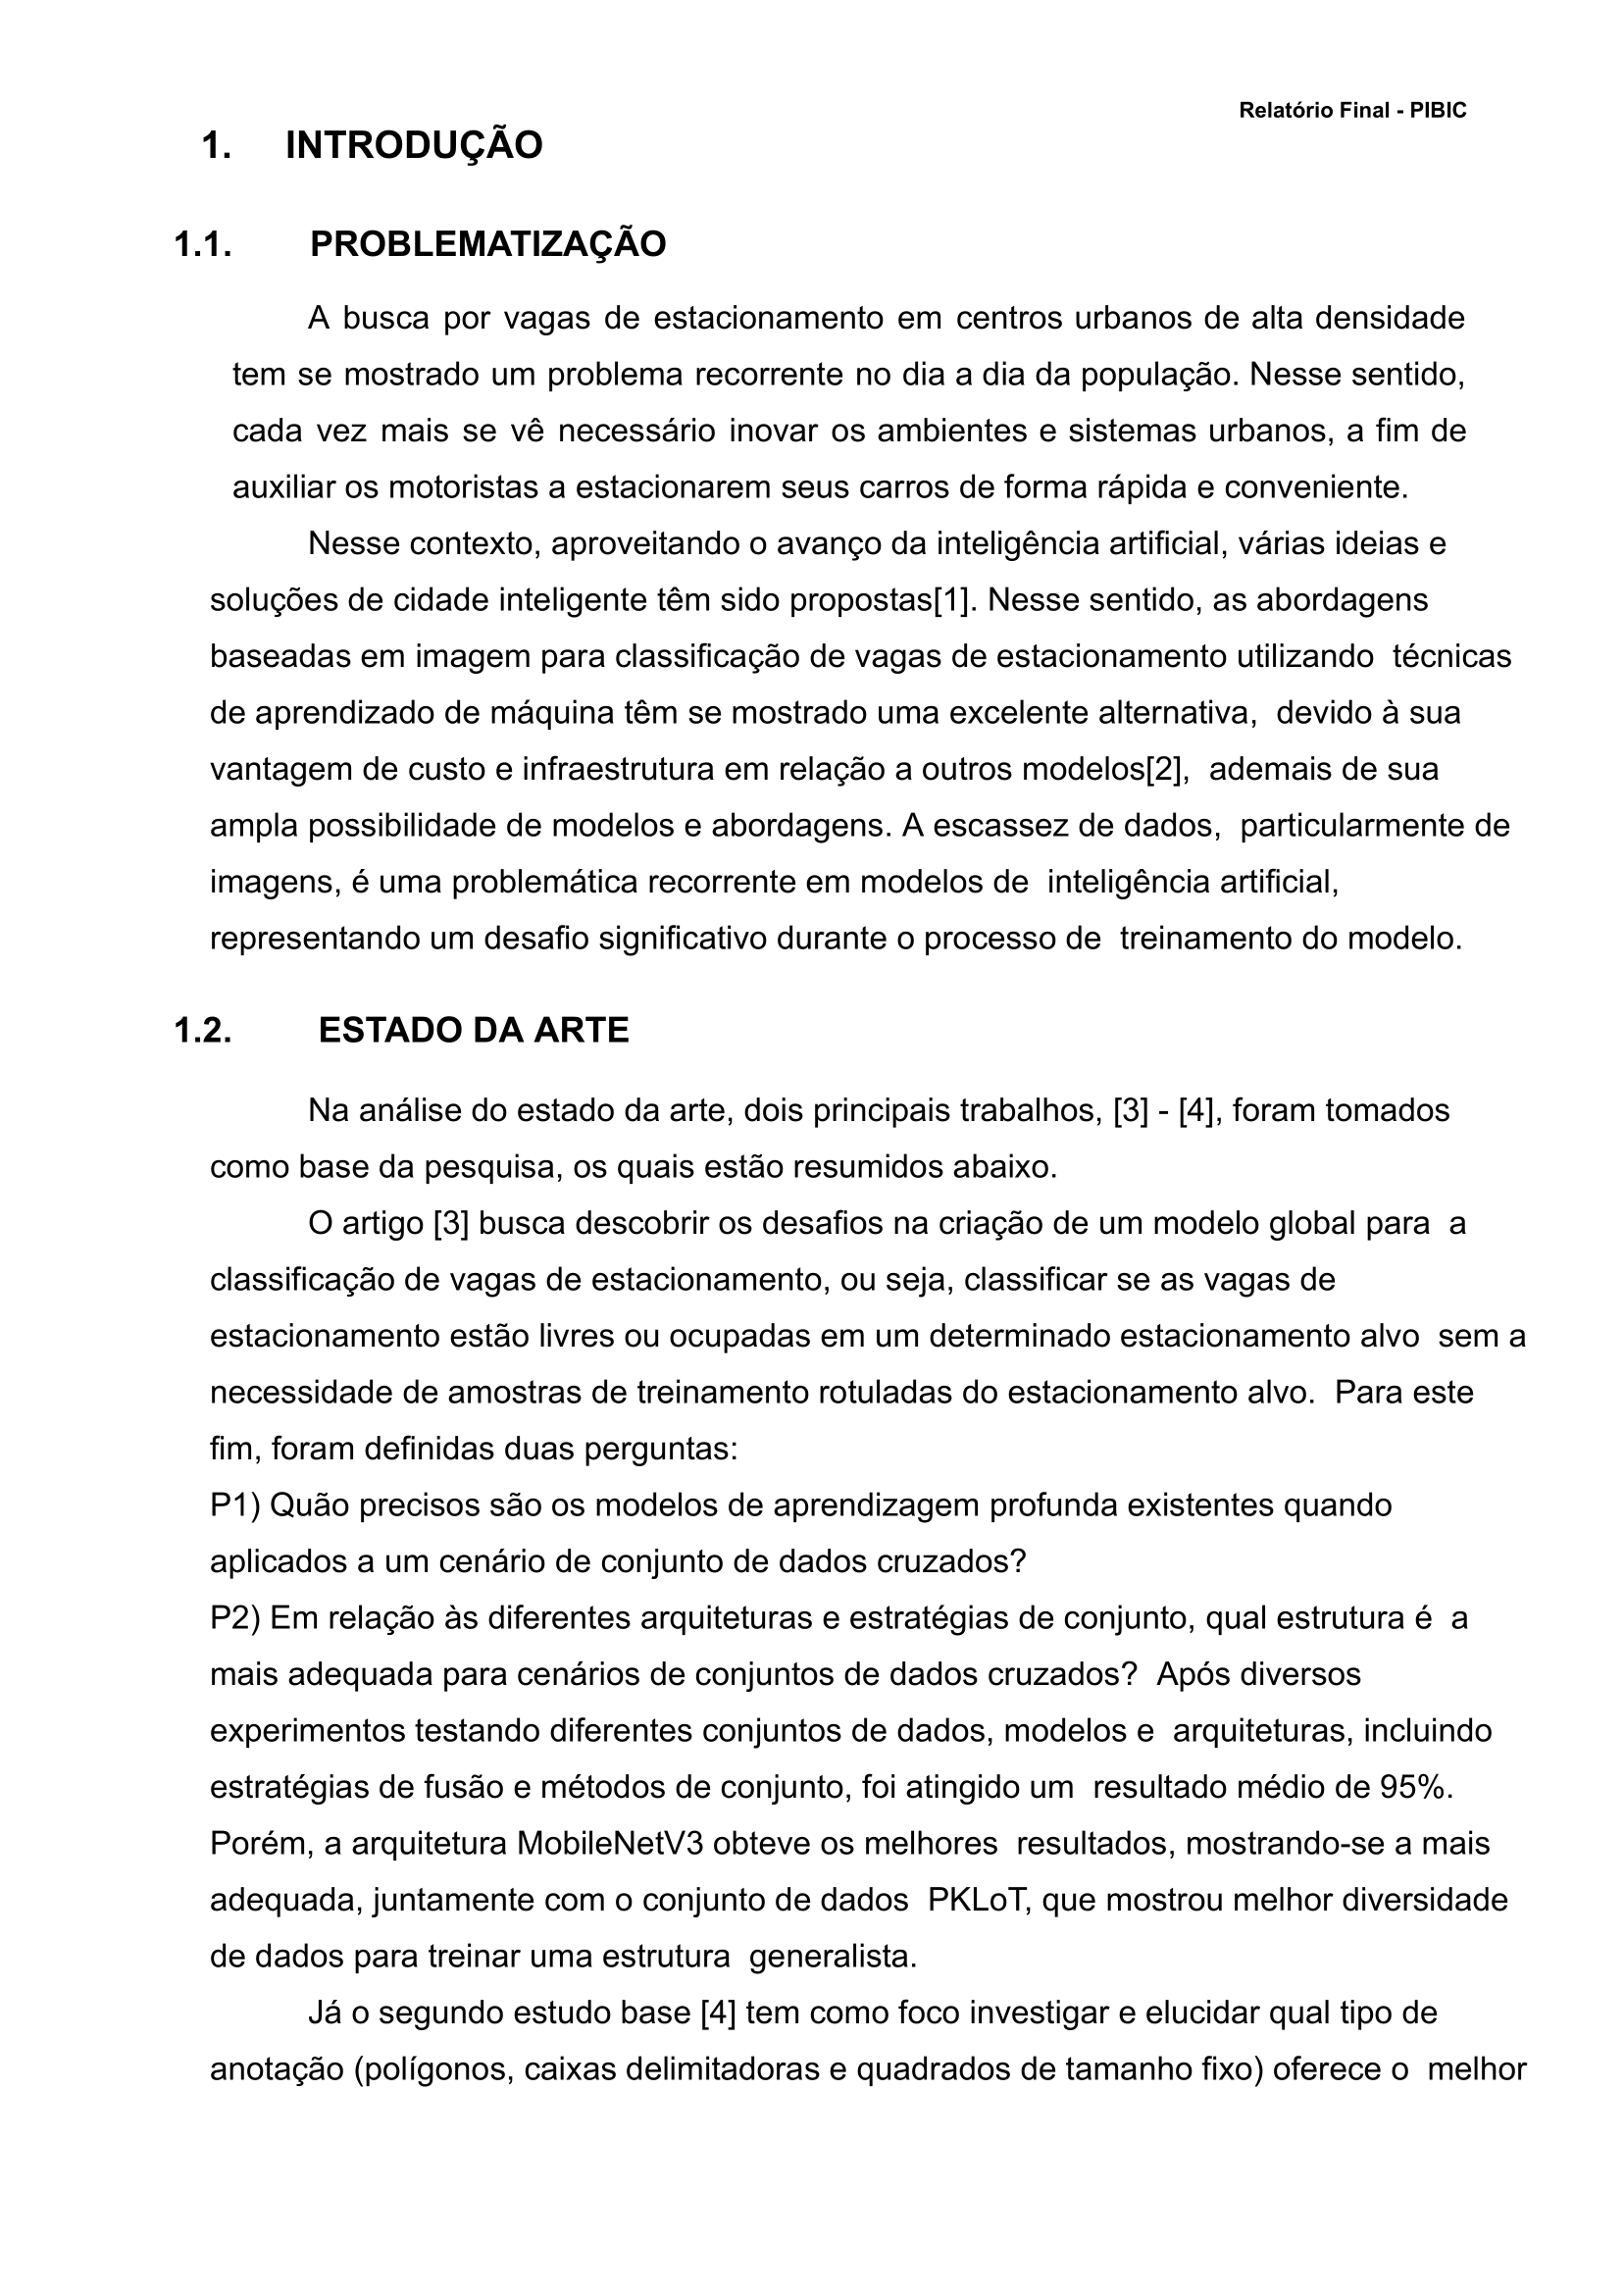 Relatório Final - PIBIC
1. INTRODUÇÃO
1.1. PROBLEMATIZAÇÃO
A busca por vagas de estacionamento em centros urbanos de alta densidade
tem se mostrado um problema recorrente no dia a dia da população. Nesse sentido,
cada vez mais se vê necessário inovar os ambientes e sistemas urbanos, a fim de
auxiliar os motoristas a estacionarem seus carros de forma rápida e conveniente.
Nesse contexto, aproveitando o avanço da inteligência artificial, várias ideias e
soluções de cidade inteligente têm sido propostas[1]. Nesse sentido, as abordagens
baseadas em imagem para classificação de vagas de estacionamento utilizando técnicas
de aprendizado de máquina têm se mostrado uma excelente alternativa, devido à sua
vantagem de custo e infraestrutura em relação a outros modelos[2], ademais de sua
ampla possibilidade de modelos e abordagens. A escassez de dados, particularmente de
imagens, é uma problemática recorrente em modelos de inteligência artificial,
representando um desafio significativo durante o processo de treinamento do modelo.
1.2. ESTADO DA ARTE
Na análise do estado da arte, dois principais trabalhos, [3] - [4], foram tomados
como base da pesquisa, os quais estão resumidos abaixo.
O artigo [3] busca descobrir os desafios na criação de um modelo global para a
classificação de vagas de estacionamento, ou seja, classificar se as vagas de
estacionamento estão livres ou ocupadas em um determinado estacionamento alvo sem a
necessidade de amostras de treinamento rotuladas do estacionamento alvo. Para este
fim, foram definidas duas perguntas:
P1) Quão precisos são os modelos de aprendizagem profunda existentes quando
aplicados a um cenário de conjunto de dados cruzados?
P2) Em relação às diferentes arquiteturas e estratégias de conjunto, qual estrutura é a
mais adequada para cenários de conjuntos de dados cruzados? Após diversos
experimentos testando diferentes conjuntos de dados, modelos e arquiteturas, incluindo
estratégias de fusão e métodos de conjunto, foi atingido um resultado médio de 95%.
Porém, a arquitetura MobileNetV3 obteve os melhores resultados, mostrando-se a mais
adequada, juntamente com o conjunto de dados PKLoT, que mostrou melhor diversidade
de dados para treinar uma estrutura generalista.
Já o segundo estudo base [4] tem como foco investigar e elucidar qual tipo de
anotação (polígonos, caixas delimitadoras e quadrados de tamanho fixo) oferece o melhor